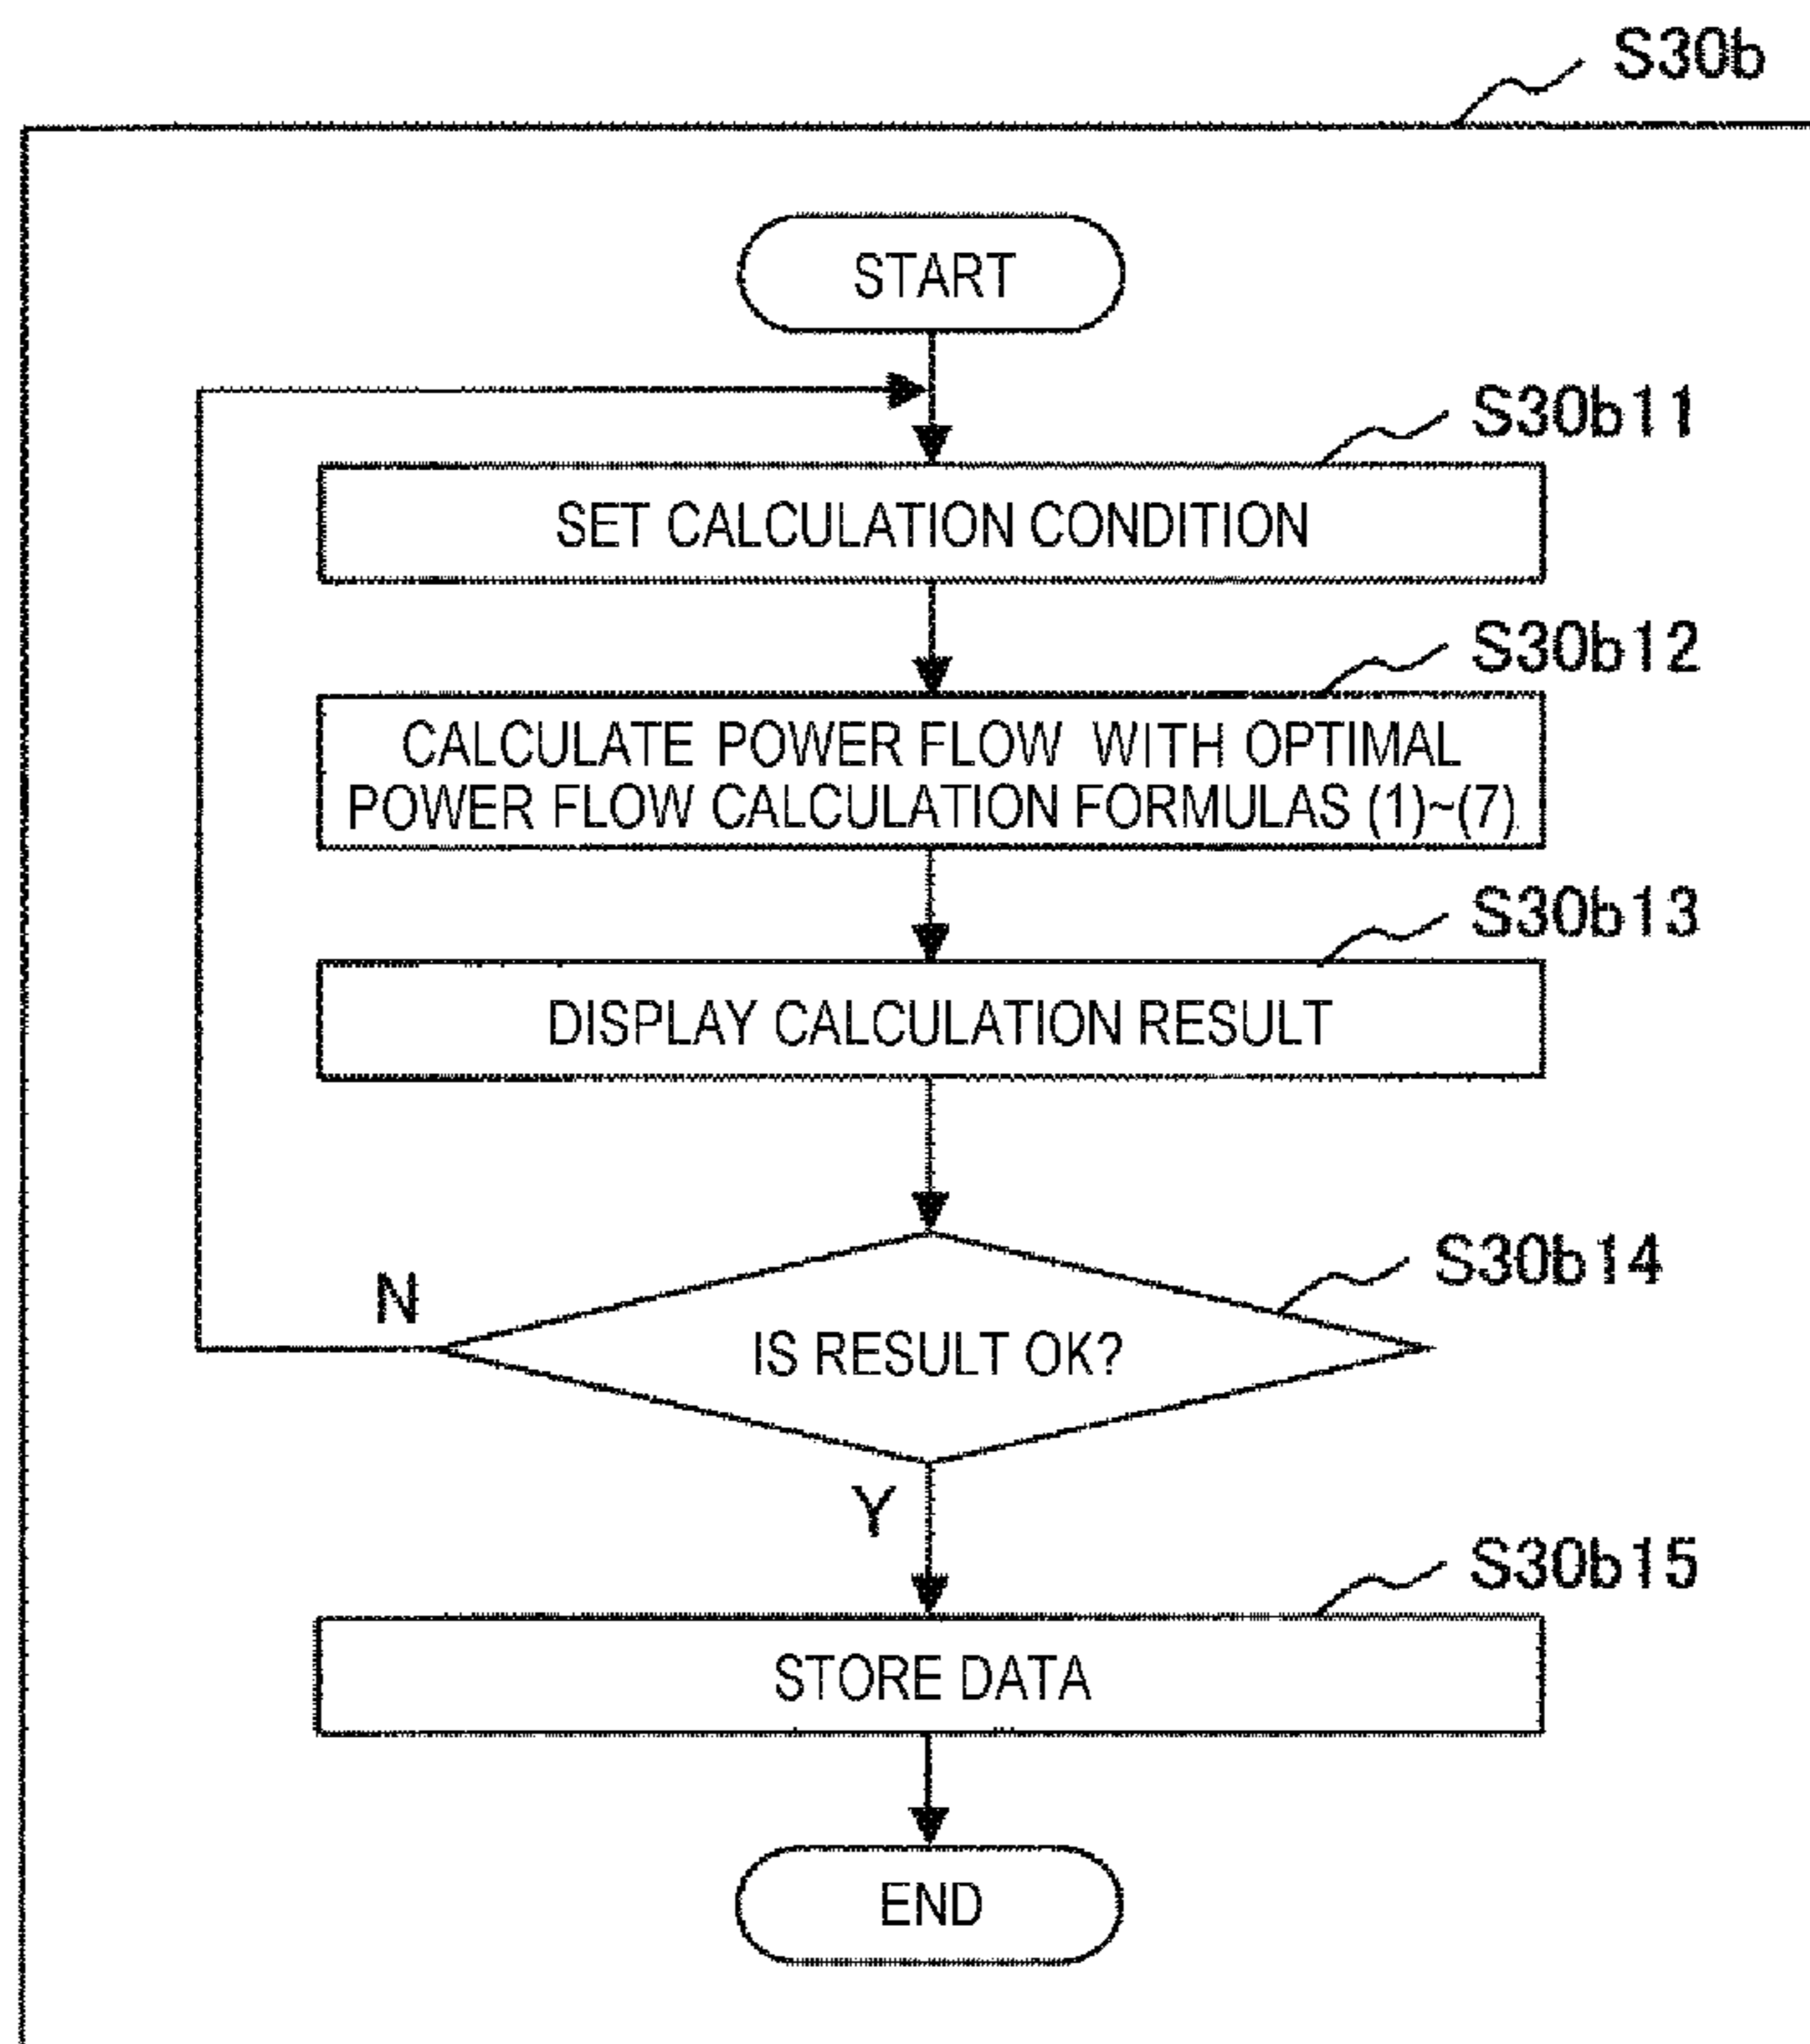 S30b
START
S30b11
SET CALCULATION CONDITION
S30b12
CALCULATE POWER FLOW WITH OPTIMAL
POWER FLOW CALCULATION FORMULAS (1)~(7)
S30b13
DISPLAY CALCULATION RESULT
S30b14
N
IS RESULT OK?
Y
S30b15
STORE DATA
END